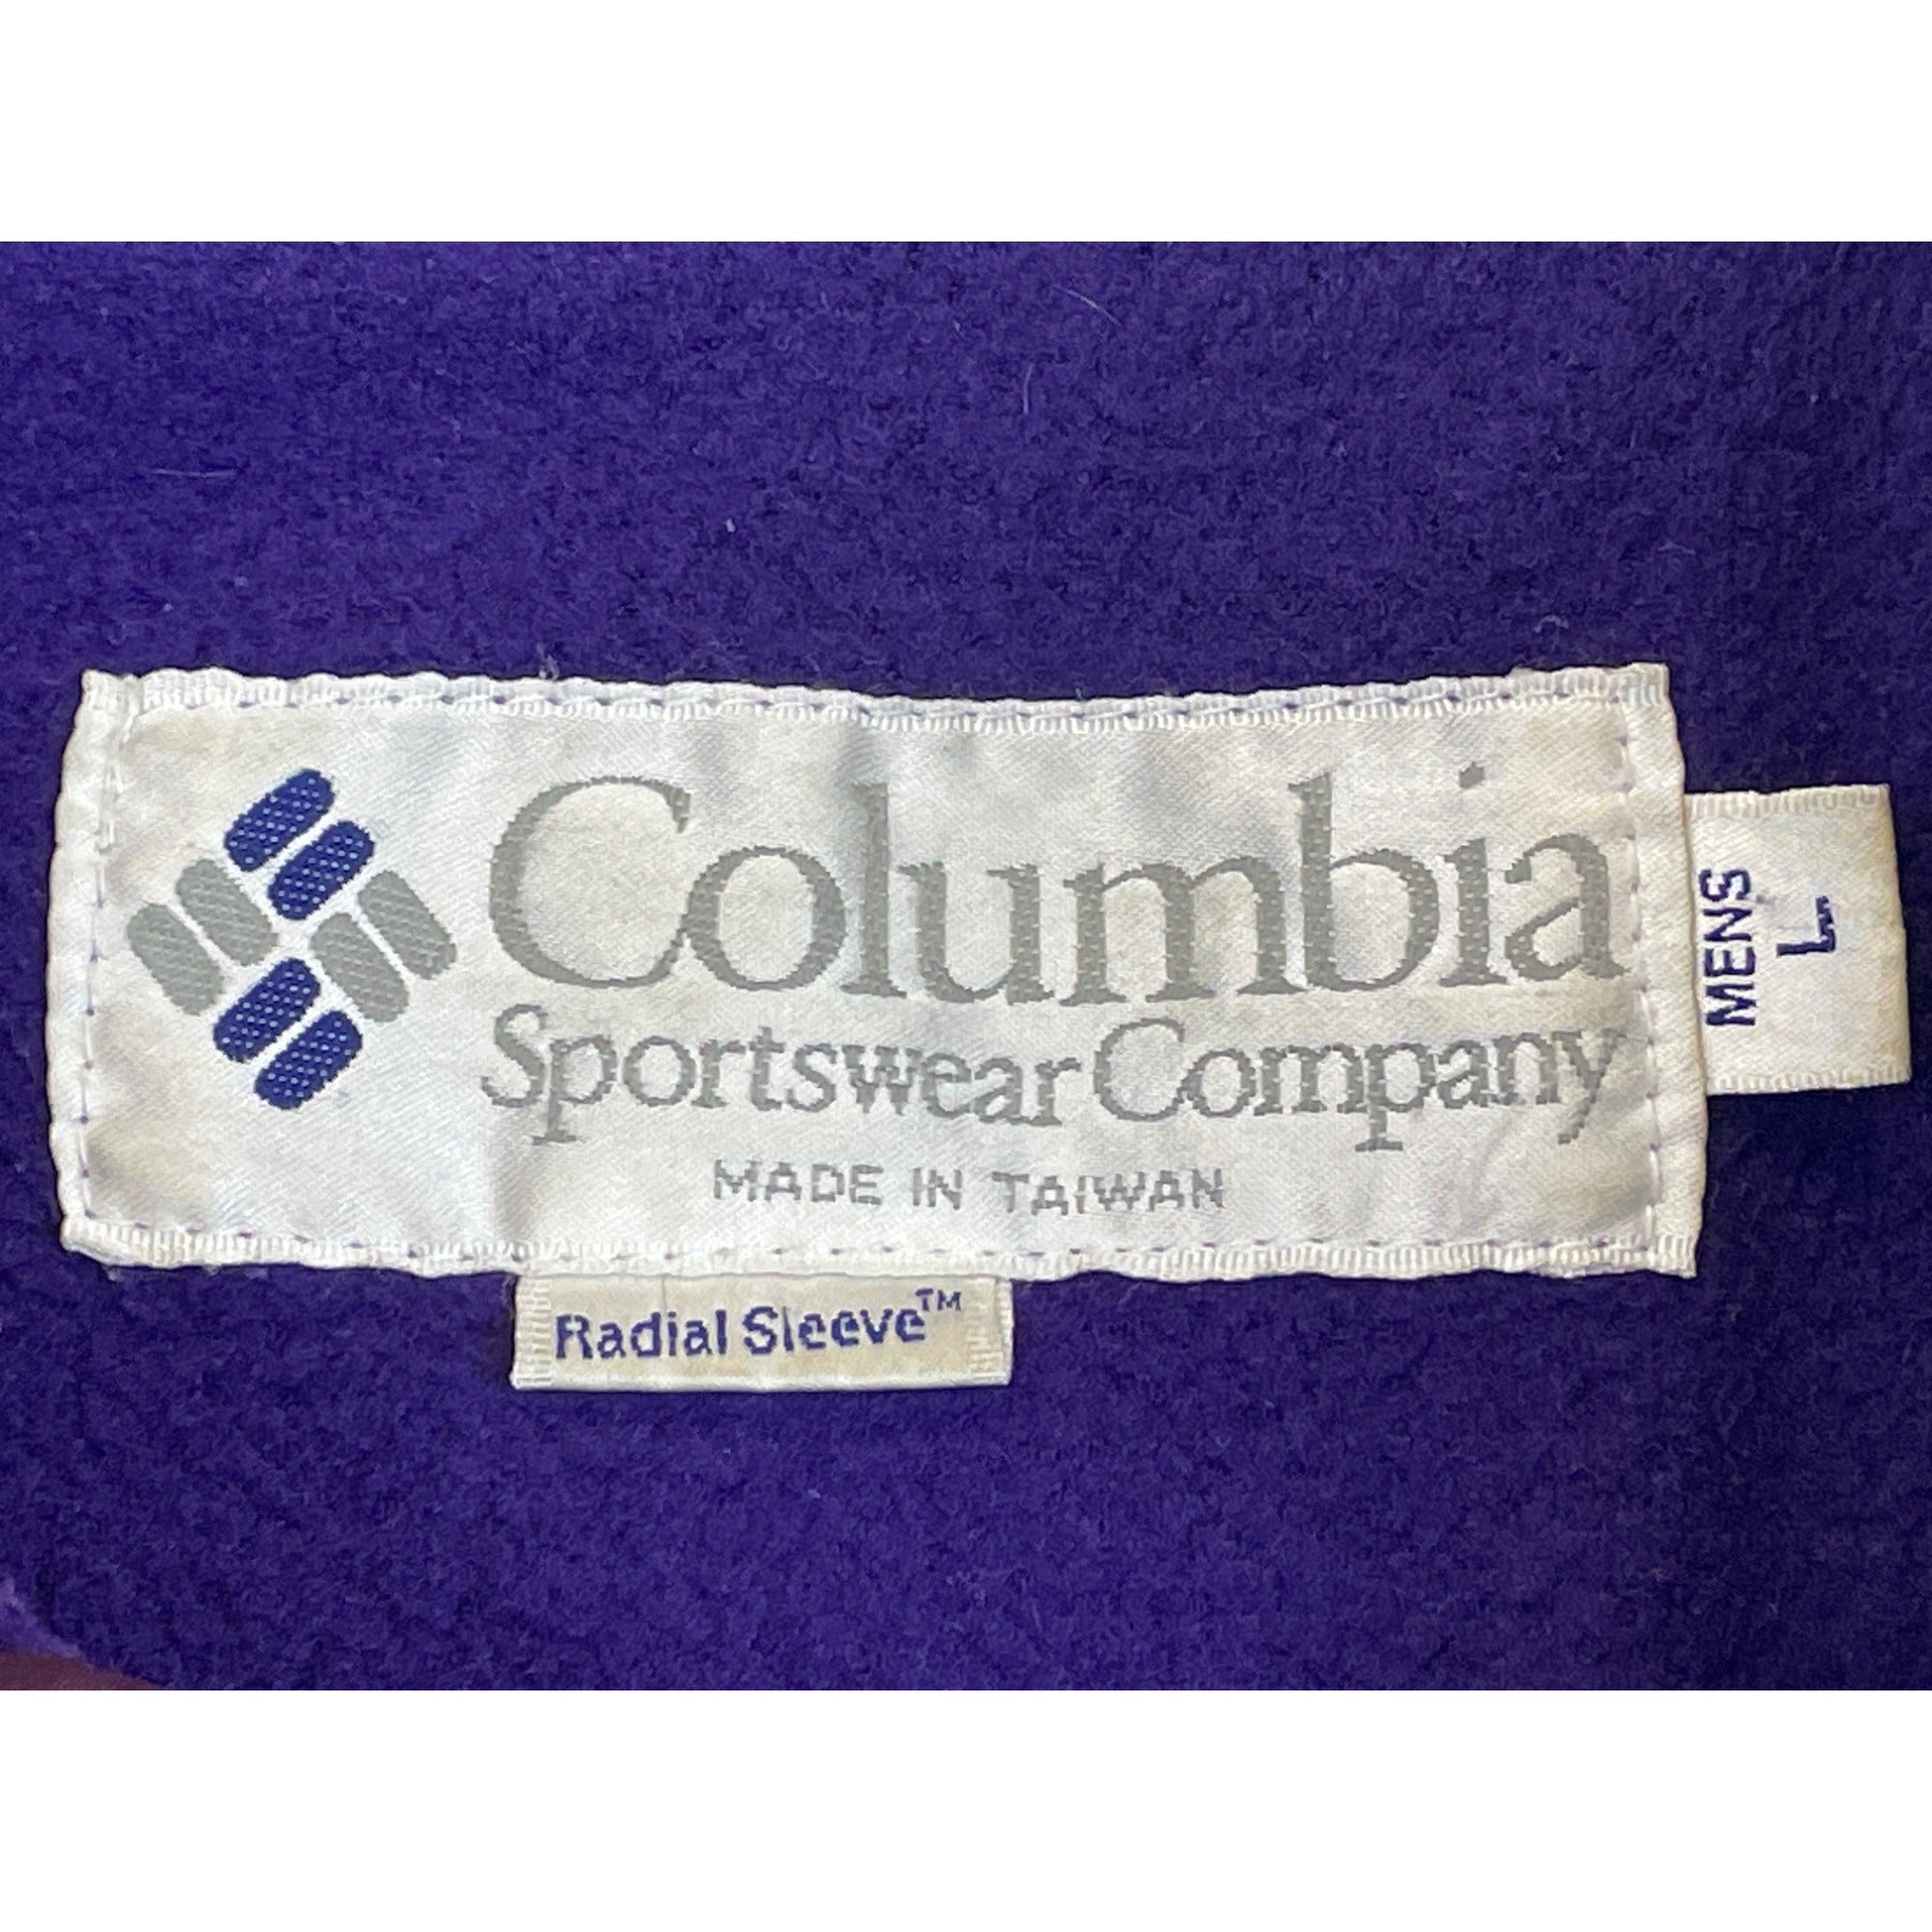 Columbia
Sportswear Company
MADE IN TAIWAN
Radial Sleeve™
MENS
L